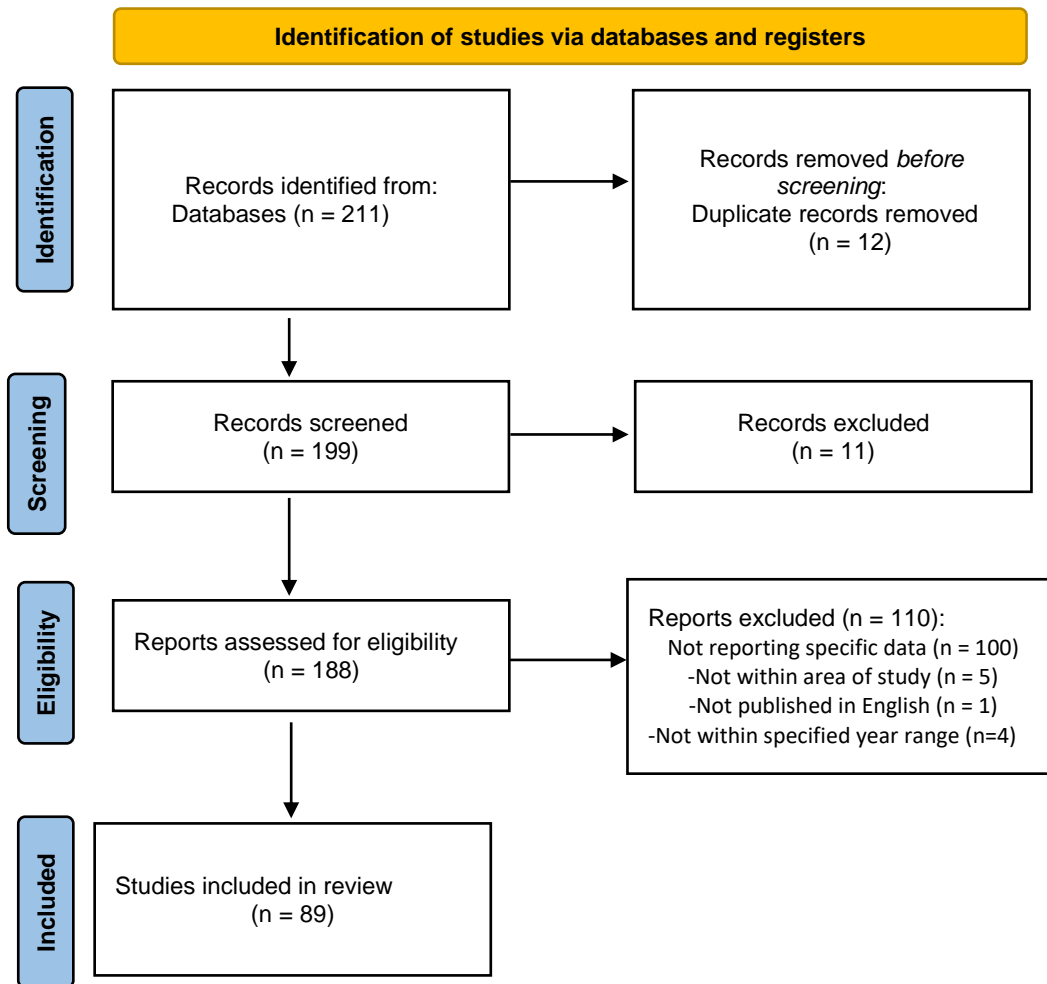 Identification of studies via databases and registers
Identification
Records identified from:
Databases (n = 211)
Records removed before
screening:
Duplicate records removed
(n = 12)
Screening
Records screened
(n = 199)
Records excluded
(n = 11)
Eligibility
Reports assessed for eligibility
(n = 188)
Reports excluded (n = 110):
Not reporting specific data (n = 100)
-Not within area of study (n = 5)
-Not published in English (n = 1)
-Not within specified year range (n=4)
Included
Studies included in review
(n = 89)